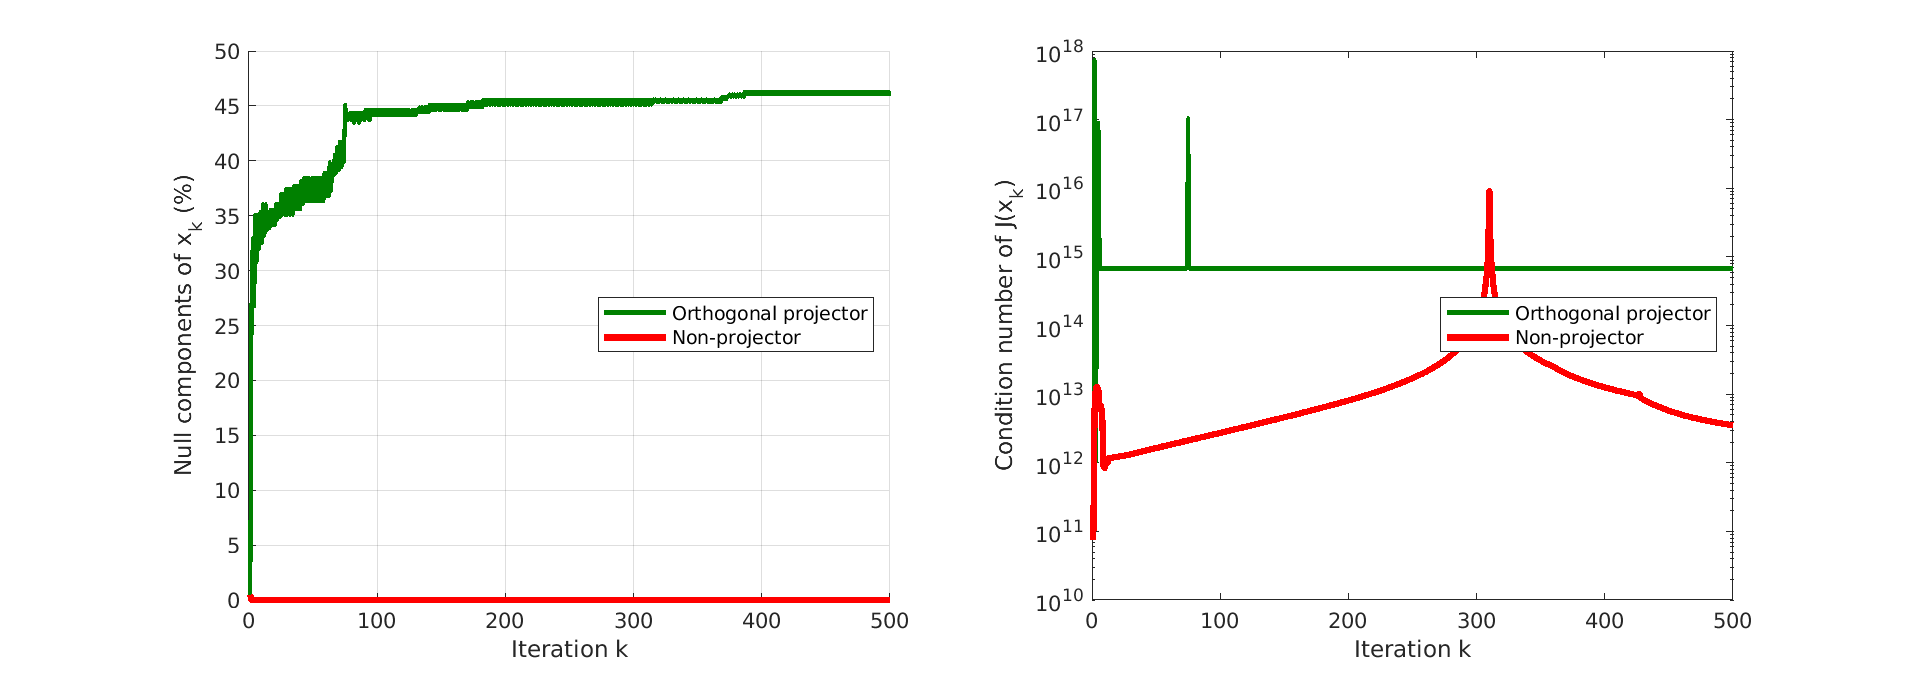 50
45
40
35
30
25
20
15
10
5
0
Null components of x_k (%)
0 100 200 300 400 500
Iteration k
Orthogonal projector
Non-projector
10^18
10^17
10^16
10^15
10^14
10^13
10^12
10^11
10^10
Condition number of J(x_k)
0 100 200 300 400 500
Iteration k
Orthogonal projector
Non-projector